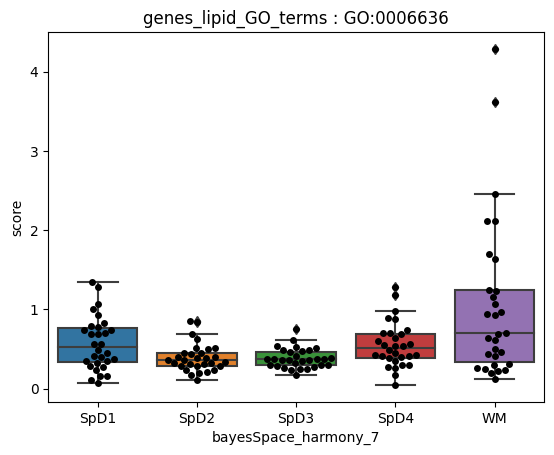 genes_lipid_GO_terms : GO:0006636
4
3
2
1
0
score
SpD1 SpD2 SpD3 SpD4 WM
bayesSpace_harmony_7